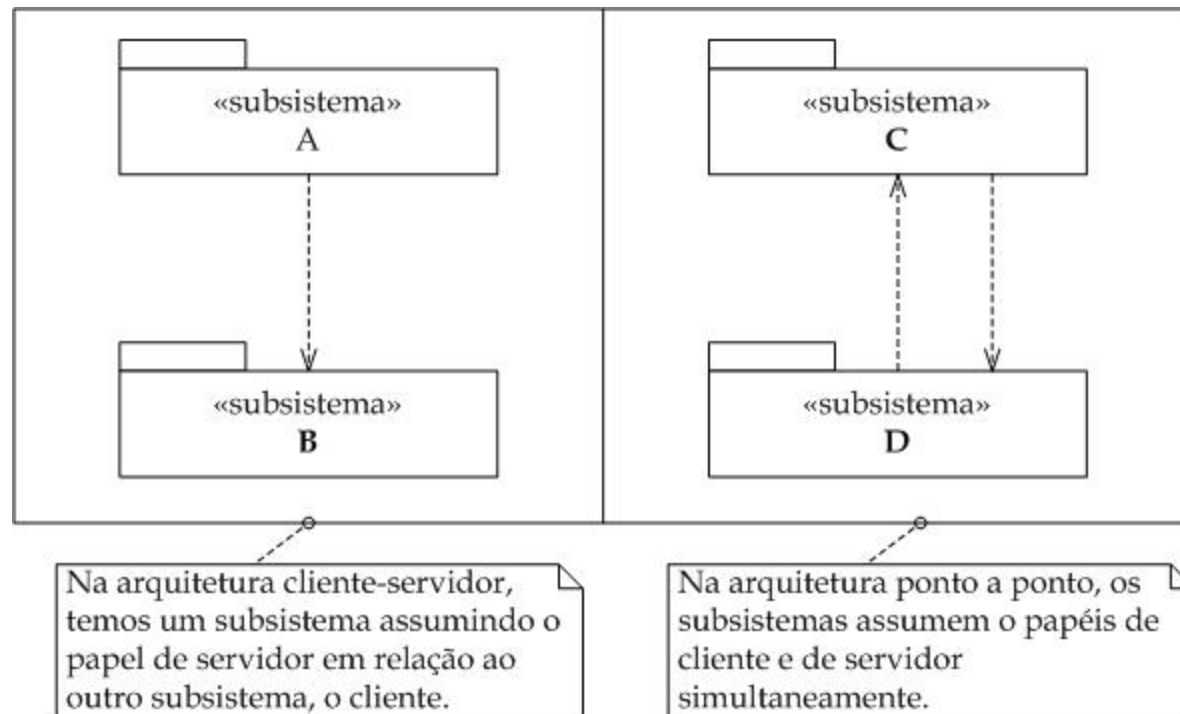 «subsistema»
A
«subsistema»
B
«subsistema»
C
«subsistema»
D
Na arquitetura cliente-servidor,
temos um subsistema assumindo o
papel de servidor em relação ao
outro subsistema, o cliente.
Na arquitetura ponto a ponto, os
subsistemas assumem o papéis de
cliente e de servidor
simultaneamente.